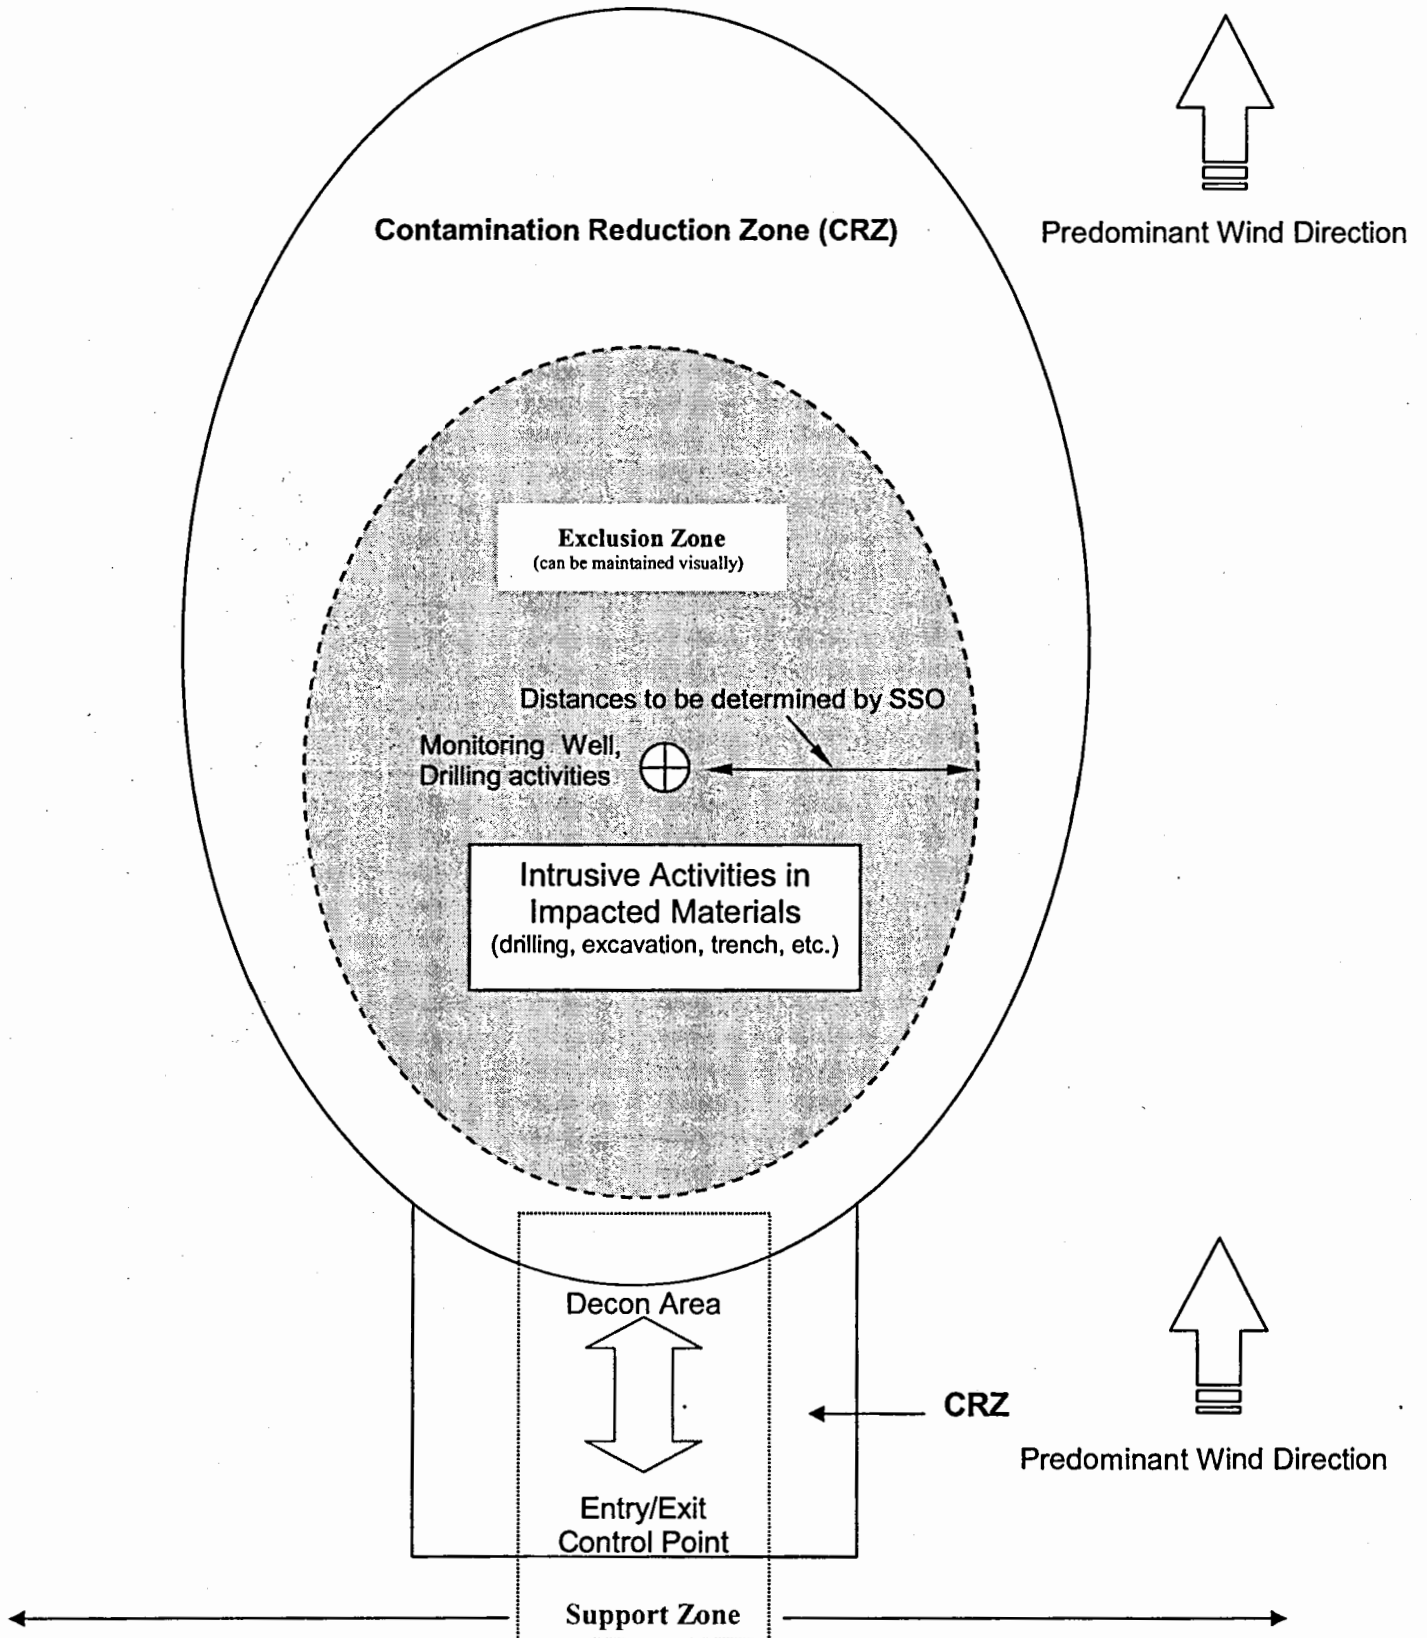 Contamination Reduction Zone (CRZ)
Predominant Wind Direction
Exclusion Zone
(can be maintained visually)
Distances to be determined by SSO
Monitoring Well,
Drilling activities
Intrusive Activities in
Impacted Materials
(drilling, excavation, trench, etc.)
Decon Area
CRZ
Predominant Wind Direction
Entry/Exit
Control Point
Support Zone